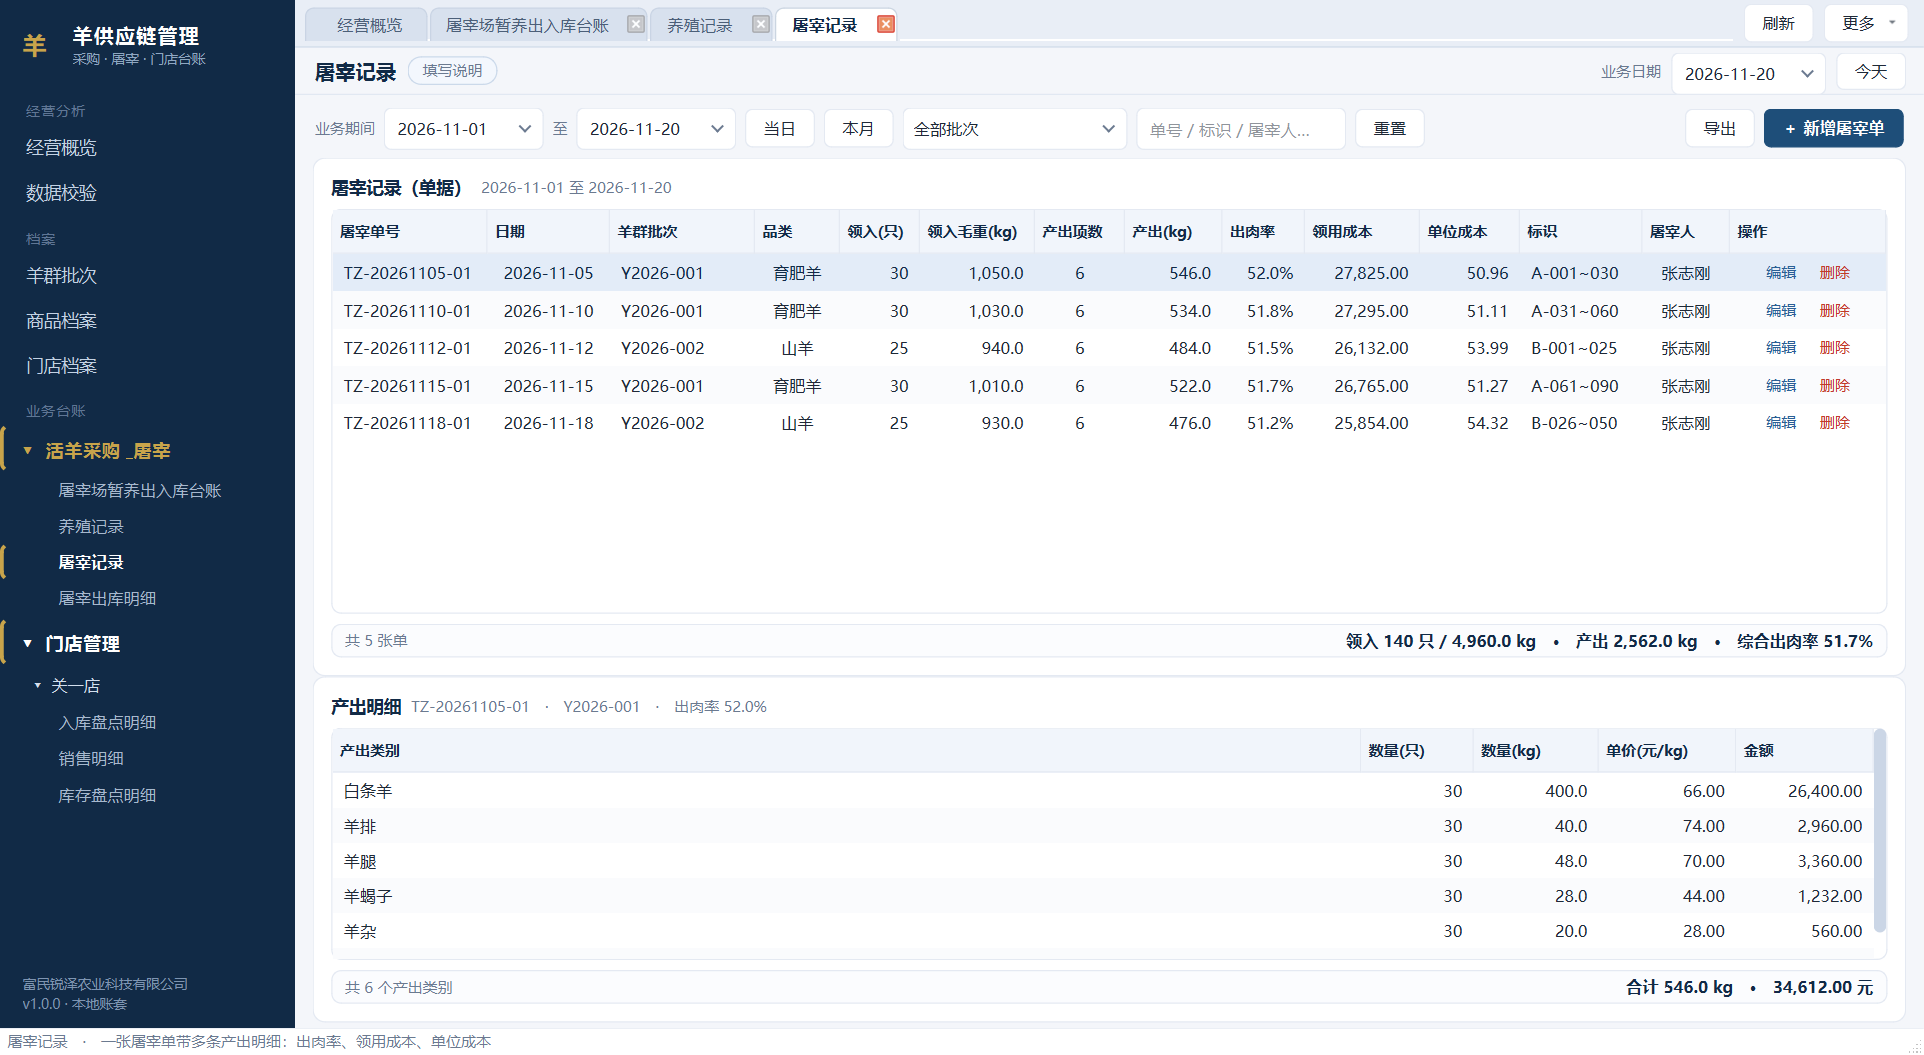 羊 羊供应链管理
采购 · 屠宰 · 门店台账
经营分析
经营概览
数据校验
档案
羊群批次
商品档案
门店档案
业务台账
活羊采购 _屠宰
屠宰场暂养出入库台账
养殖记录
屠宰记录
屠宰出库明细
门店管理
关一店
入库盘点明细
销售明细
库存盘点明细
富民锐泽农业科技有限公司
v1.0.0 · 本地账套
经营概览 屠宰场暂养出入库台账 养殖记录 屠宰记录 刷新 更多
屠宰记录 填写说明 业务日期 2026-11-20 今天
业务期间 2026-11-01 至 2026-11-20 当日 本月 全部批次 单号 / 标识 / 屠宰人... 重置 导出 + 新增屠宰单
屠宰记录（单据） 2026-11-01 至 2026-11-20
屠宰单号 日期 羊群批次 品类 领入(只) 领入毛重(kg) 产出项数 产出(kg) 出肉率 领用成本 单位成本 标识 屠宰人 操作
TZ-20261105-01 2026-11-05 Y2026-001 育肥羊 30 1,050.0 6 546.0 52.0% 27,825.00 50.96 A-001~030 张志刚 编辑 删除
TZ-20261110-01 2026-11-10 Y2026-001 育肥羊 30 1,030.0 6 534.0 51.8% 27,295.00 51.11 A-031~060 张志刚 编辑 删除
TZ-20261112-01 2026-11-12 Y2026-002 山羊 25 940.0 6 484.0 51.5% 26,132.00 53.99 B-001~025 张志刚 编辑 删除
TZ-20261115-01 2026-11-15 Y2026-001 育肥羊 30 1,010.0 6 522.0 51.7% 26,765.00 51.27 A-061~090 张志刚 编辑 删除
TZ-20261118-01 2026-11-18 Y2026-002 山羊 25 930.0 6 476.0 51.2% 25,854.00 54.32 B-026~050 张志刚 编辑 删除
共 5 张单 领入 140 只 / 4,960.0 kg • 产出 2,562.0 kg • 综合出肉率 51.7%
产出明细 TZ-20261105-01 · Y2026-001 · 出肉率 52.0%
产出类别 数量(只) 数量(kg) 单价(元/kg) 金额
白条羊 30 400.0 66.00 26,400.00
羊排 30 40.0 74.00 2,960.00
羊腿 30 48.0 70.00 3,360.00
羊蝎子 30 28.0 44.00 1,232.00
羊杂 30 20.0 28.00 560.00
共 6 个产出类别 合计 546.0 kg • 34,612.00 元
屠宰记录 · 一张屠宰单带多条产出明细：出肉率、领用成本、单位成本